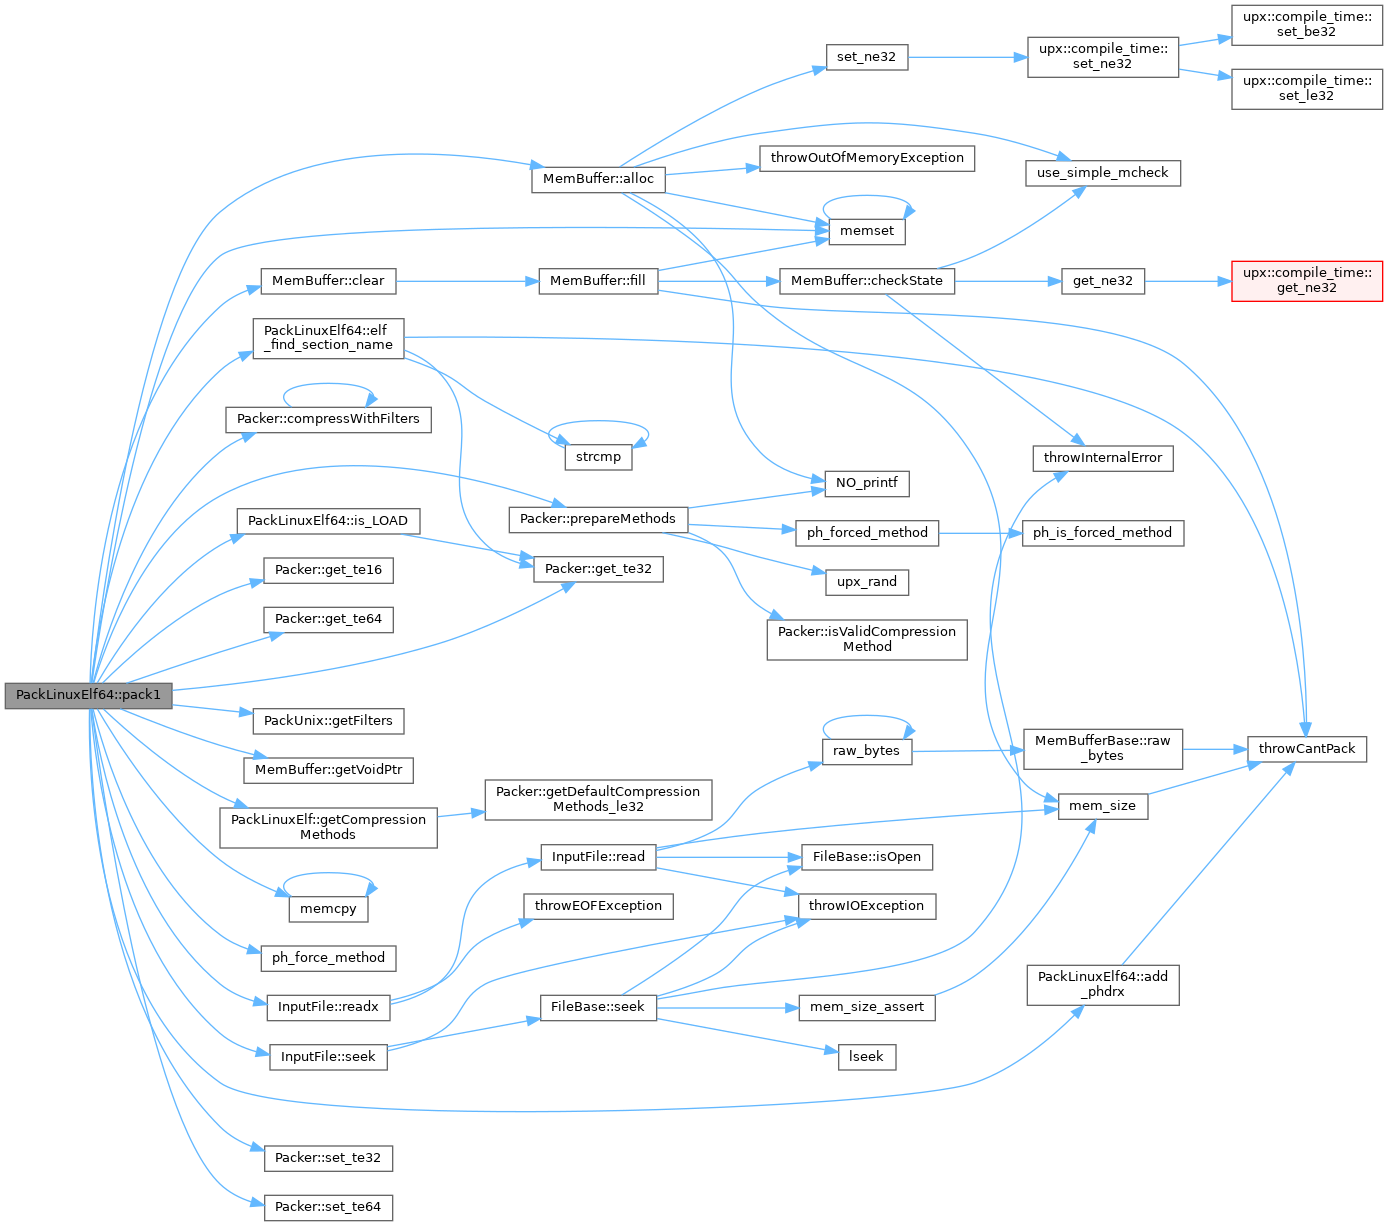 PackLinuxElf64::pack1
MemBuffer::alloc
set_ne32
upx::compile_time::
set_ne32
upx::compile_time::
set_be32
upx::compile_time::
set_le32
throwOutOfMemoryException
use_simple_mcheck
memset
MemBuffer::clear
MemBuffer::fill
MemBuffer::checkState
get_ne32
upx::compile_time::
get_ne32
PackLinuxElf64::elf
_find_section_name
Packer::compressWithFilters
strcmp
throwInternalError
NO_printf
Packer::prepareMethods
ph_forced_method
ph_is_forced_method
PackLinuxElf64::is_LOAD
Packer::get_te16
Packer::get_te32
upx_rand
Packer::get_te64
Packer::isValidCompression
Method
PackUnix::getFilters
MemBuffer::getVoidPtr
raw_bytes
MemBufferBase::raw
_bytes
throwCantPack
PackLinuxElf::getCompression
Methods
Packer::getDefaultCompression
Methods_le32
mem_size
InputFile::read
FileBase::isOpen
memcpy
throwEOFException
throwIOException
ph_force_method
InputFile::readx
FileBase::seek
mem_size_assert
PackLinuxElf64::add
_phdrx
InputFile::seek
lseek
Packer::set_te32
Packer::set_te64